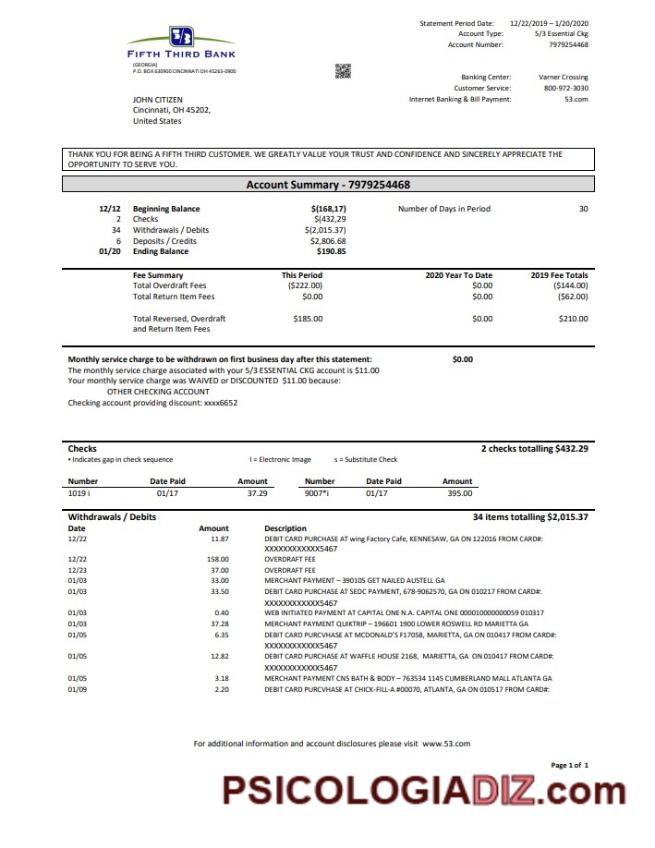 Statement Period Date: 12/22/2019 – 1/20/2020
Account Type: 5/3 Essential Ckg
Account Number: 7979254468
FIFTH THIRD BANK
(GEORGIA)
P.O. BOX 630900 CINCINNATI OH 45263-0900
Banking Center: Varner Crossing
Customer Service: 800-972-3030
Internet Banking & Bill Payment: 53.com
JOHN CITIZEN
Cincinnati, OH 45202,
United States
THANK YOU FOR BEING A FIFTH THIRD CUSTOMER. WE GREATLY VALUE YOUR TRUST AND CONFIDENCE AND SINCERELY APPRECIATE THE
OPPORTUNITY TO SERVE YOU.
Account Summary - 7979254468
12/12 Beginning Balance $(168,17) Number of Days in Period 30
2 Checks $(432,29
34 Withdrawals / Debits $(2,015.37)
6 Deposits / Credits $2,806.68
01/20 Ending Balance $190.85
Fee Summary This Period 2020 Year To Date 2019 Fee Totals
Total Overdraft Fees ($222.00) $0.00 ($144.00)
Total Return Item Fees $0.00 $0.00 ($62.00)
Total Reversed, Overdraft $185.00 $0.00 $210.00
and Return Item Fees
Monthly service charge to be withdrawn on first business day after this statement: $0.00
The monthly service charge associated with your 5/3 ESSENTIAL CKG account is $11.00
Your monthly service charge was WAIVED or DISCOUNTED $11.00 because:
OTHER CHECKING ACCOUNT
Checking account providing discount: xxxx6652
Checks 2 checks totalling $432.29
• Indicates gap in check sequence I = Electronic Image s = Substitute Check
Number Date Paid Amount Number Date Paid Amount
1019 i 01/17 37.29 9007*i 01/17 395.00
Withdrawals / Debits 34 items totalling $2,015.37
Date Amount Description
12/22 11.87 DEBIT CARD PURCHASE AT wing Factory Cafe, KENNESAW, GA ON 122016 FROM CARD#:
XXXXXXXXXXXX5467
12/22 158.00 OVERDRAFT FEE
12/23 37.00 OVERDRAFT FEE
01/03 33.00 MERCHANT PAYMENT – 390105 GET NAILED AUSTELL GA
01/03 33.50 DEBIT CARD PURCHASE AT SEDC PAYMENT, 678-9062570, GA ON 010217 FROM CARD#:
XXXXXXXXXXXX5467
01/03 0.40 WEB INITIATED PAYMENT AT CAPITAL ONE N.A. CAPITAL ONE 000010000000059 010317
01/03 37.28 MERCHANT PAYMENT QUIKTRIP – 196601 1900 LOWER ROSWELL RD MARIETTA GA
01/05 6.35 DEBIT CARD PURCVHASE AT MCDONALD'S F17058, MARIETTA, GA ON 010417 FROM CARD#:
XXXXXXXXXXXX5467
01/05 12.82 DEBIT CARD PURCHASE AT WAFFLE HOUSE 2168, MARIETTA, GA ON 010417 FROM CARD#:
XXXXXXXXXXXX5467
01/05 3.18 MERCHANT PAYMENT CNS BATH & BODY – 763534 1145 CUMBERLAND MALL ATLANTA GA
01/09 2.20 DEBIT CARD PURCVHASE AT CHICK-FILL-A #00070, ATLANTA, GA ON 010517 FROM CARD#:
For additional information and account disclosures please visit www.53.com
Page 1 of 1
PSICOLOGIADIZ.com